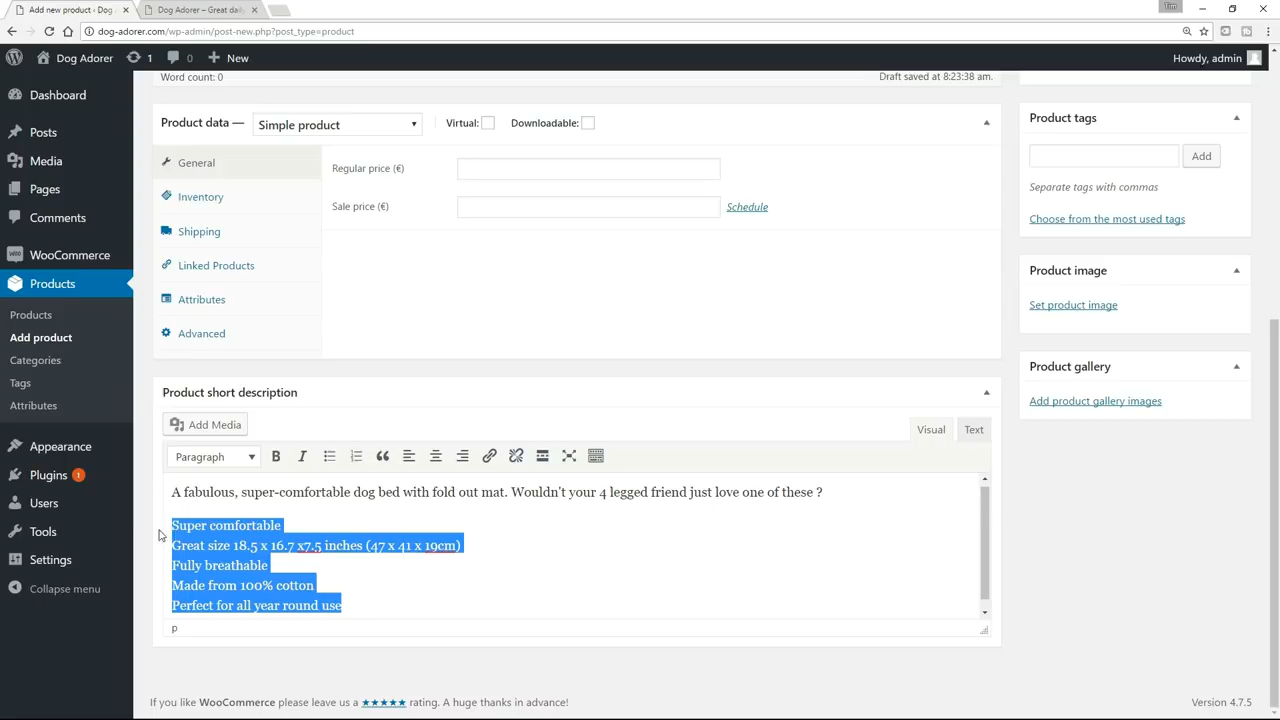 Add new product ‹ Dog
Dog Adorer – Great dail
dog-adorer.com/wp-admin/post-new.php?post_type=product
Dog Adorer
1
0
New
Howdy, admin
Word count: 0
Draft saved at 8:23:38 am.
Dashboard
Posts
Media
Pages
Comments
WooCommerce
Products
Products
Add product
Categories
Tags
Attributes
Appearance
Plugins 1
Users
Tools
Settings
Collapse menu
Product data —
Simple product
Virtual:
Downloadable:
General
Inventory
Shipping
Linked Products
Attributes
Advanced
Regular price (€)
Sale price (€)
Schedule
Product short description
Add Media
Visual
Text
Paragraph
B I
A fabulous, super-comfortable dog bed with fold out mat. Wouldn't your 4 legged friend just love one of these ?
Super comfortable
Great size 18.5 x 16.7 x7.5 inches (47 x 41 x 19cm)
Fully breathable
Made from 100% cotton
Perfect for all year round use
p
Product tags
Add
Separate tags with commas
Choose from the most used tags
Product image
Set product image
Product gallery
Add product gallery images
If you like WooCommerce please leave us a ★★★★★ rating. A huge thanks in advance!
Version 4.7.5